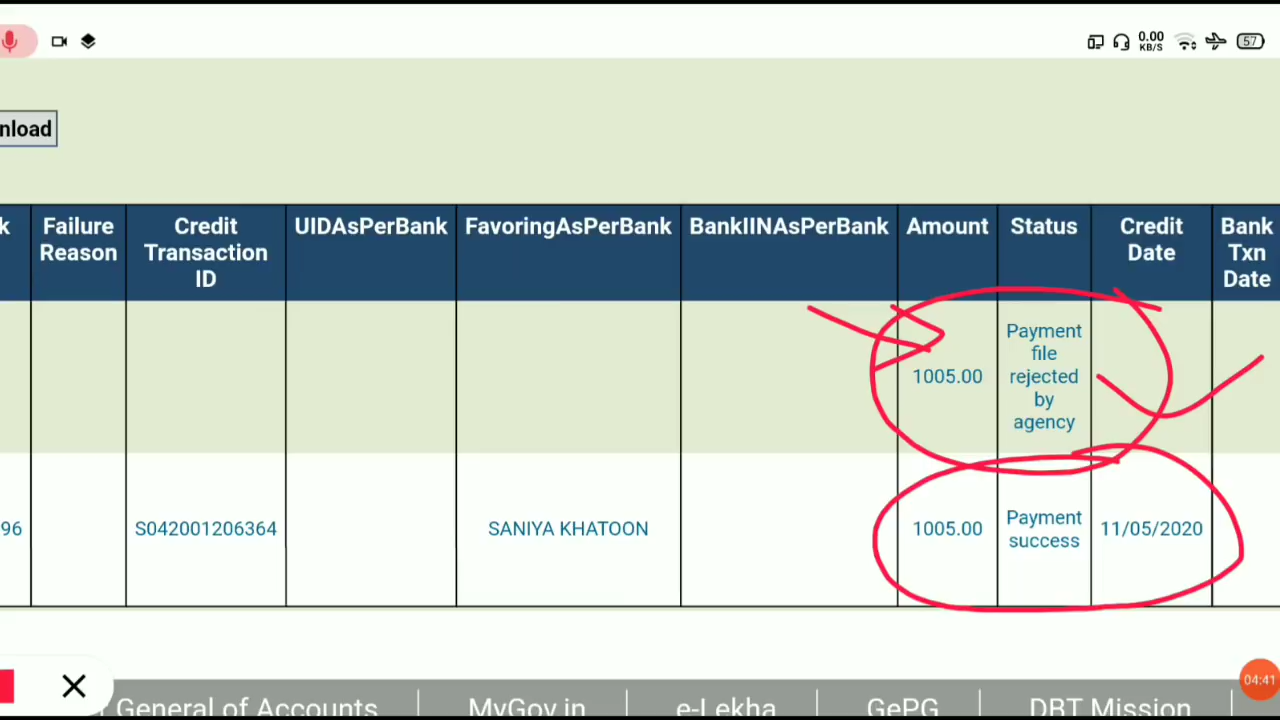 0.00
KB/S
57
nload
k
Failure
Reason
Credit
Transaction
ID
UIDAsPerBank
FavoringAsPerBank
BankIINAsPerBank
Amount
Status
Credit
Date
Bank
Txn
Date
1005.00
Payment
file
rejected
by
agency
96
S042001206364
SANIYA KHATOON
1005.00
Payment
success
11/05/2020
04:41
General of Accounts
MyGov.in
e-Lekha
GePG
DBT Mission